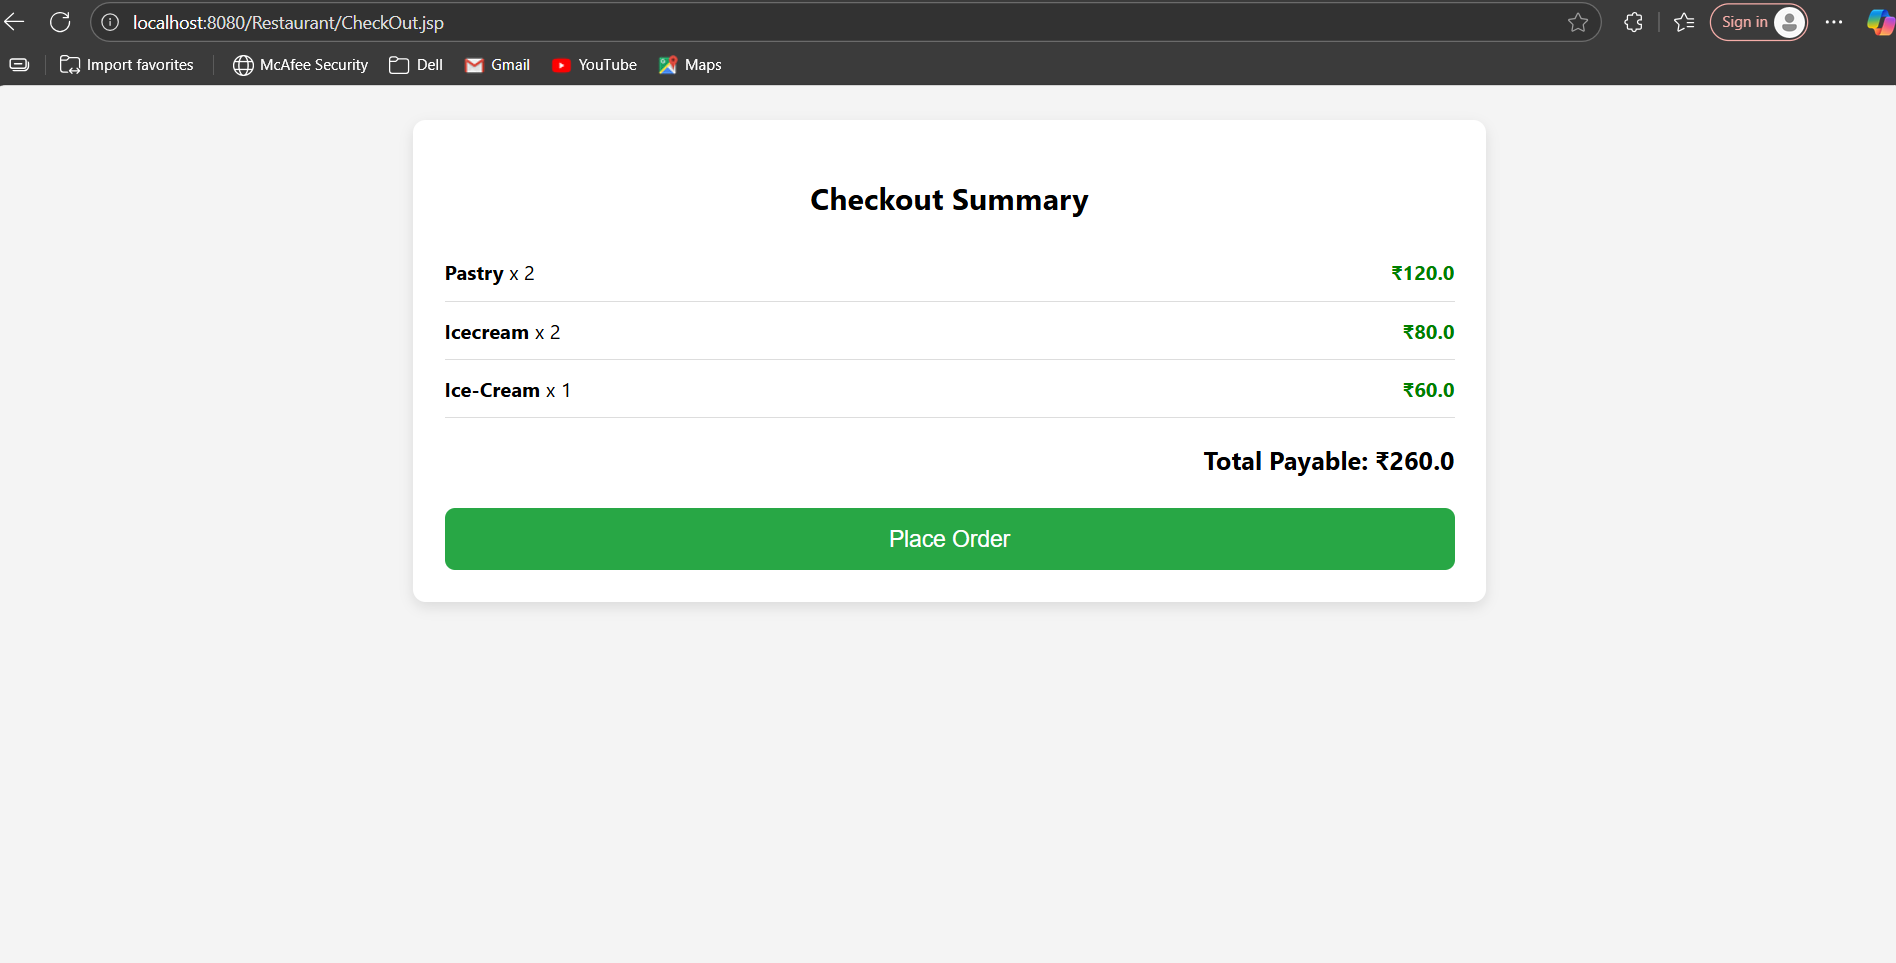 localhost:8080/Restaurant/CheckOut.jsp Sign in
Import favorites McAfee Security Dell Gmail YouTube Maps
Checkout Summary
Pastry x 2 ₹120.0
Icecream x 2 ₹80.0
Ice-Cream x 1 ₹60.0
Total Payable: ₹260.0
Place Order